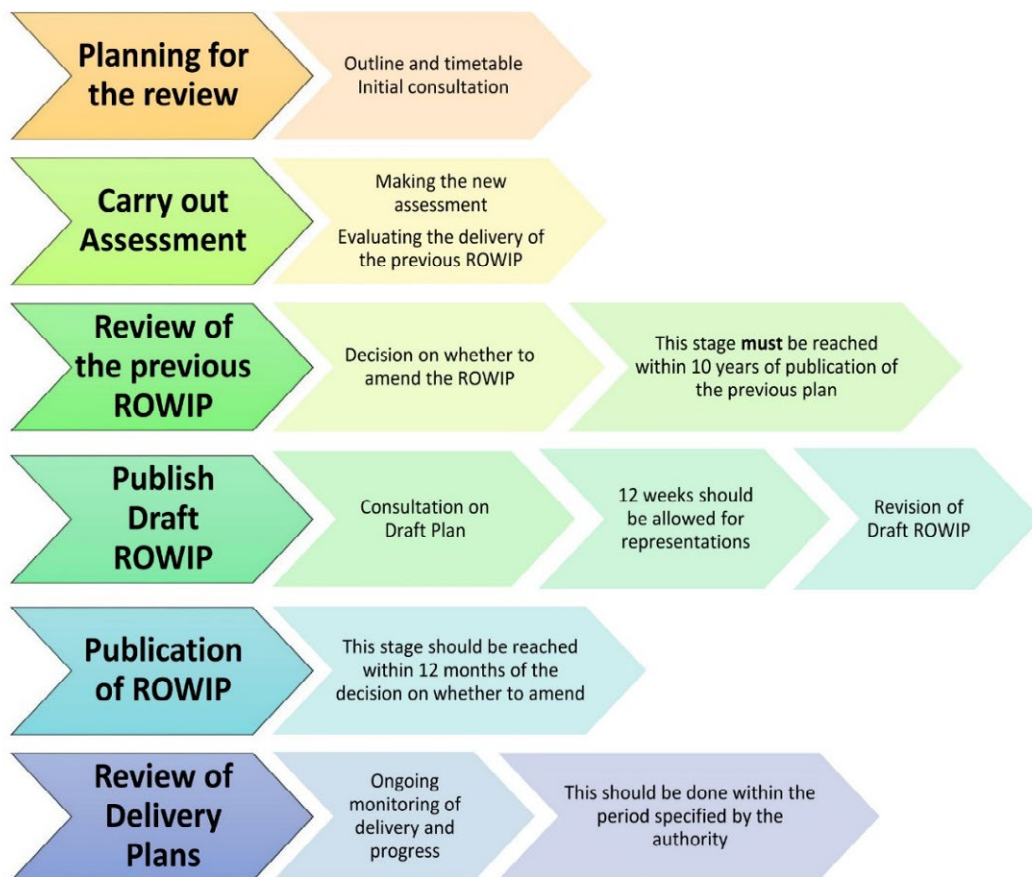 Planning for
the review
Outline and timetable
Initial consultation
Carry out
Assessment
Making the new
assessment
Evaluating the delivery of
the previous ROWIP
Review of
the previous
ROWIP
Decision on whether to
amend the ROWIP
This stage must be reached
within 10 years of publication of
the previous plan
Publish
Draft
ROWIP
Consultation on
Draft Plan
12 weeks should
be allowed for
representations
Revision of
Draft ROWIP
Publication
of ROWIP
This stage should be reached
within 12 months of the
decision on whether to amend
Review of
Delivery
Plans
Ongoing
monitoring of
delivery and
progress
This should be done within the
period specified by the
authority